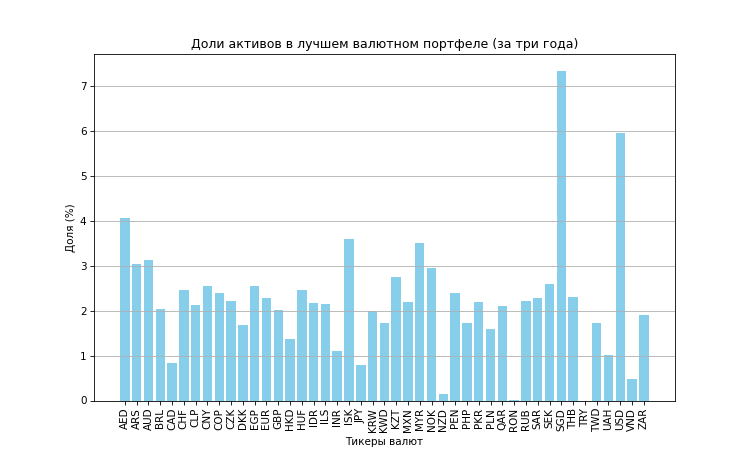 Доли активов в лучшем валютном портфеле (за три года)
Доля (%)
7
6
5
4
3
2
1
0
AED ARS AUD BRL CAD CHF CLP CNY COP CZK DKK EGP EUR GBP HKD HUF IDR ILS INR ISK JPY KRW KWD KZT MXN MYR NOK NZD PEN PHP PKR PLN QAR RON RUB SAR SEK SGD THB TRY TWD UAH USD VND ZAR
Тикеры валют